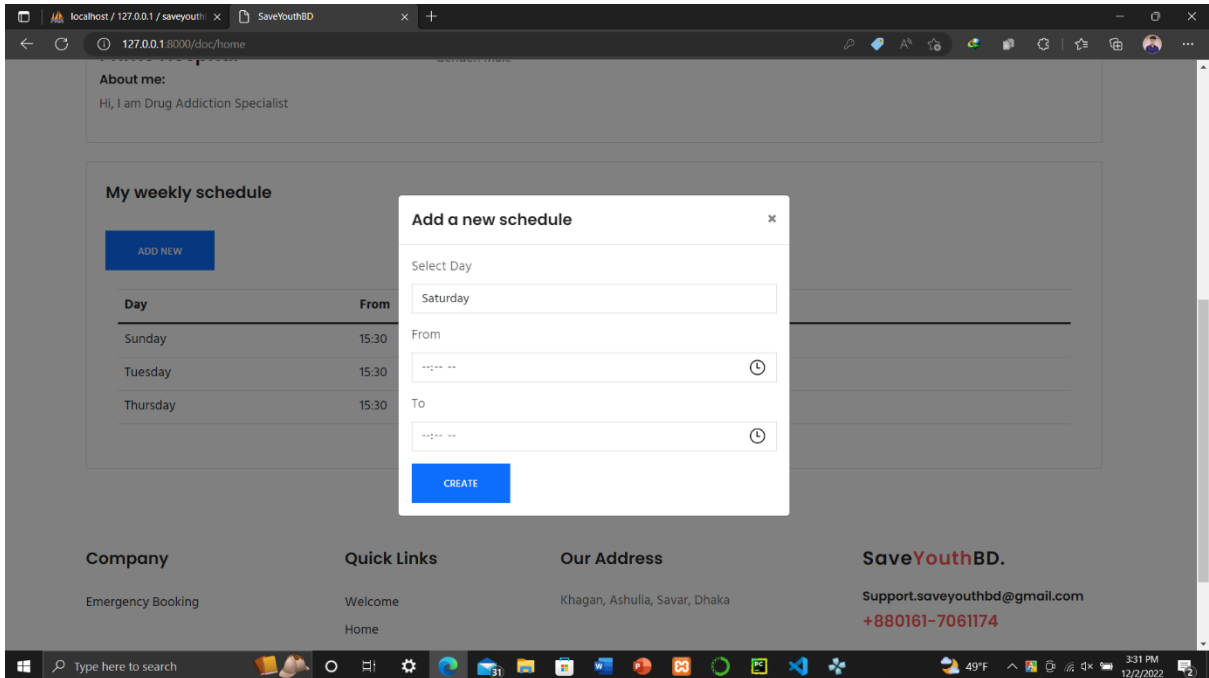 localhost / 127.0.0.1 / saveyouth
SaveYouthBD
127.0.0.1:8000/doc/home
About me:
Hi, I am Drug Addiction Specialist
My weekly schedule
ADD NEW
Day From
Sunday 15:30
Tuesday 15:30
Thursday 15:30
Add a new schedule
Select Day
Saturday
From
--:-- --
To
--:-- --
CREATE
Company Quick Links Our Address SaveYouthBD.
Emergency Booking Welcome Khagan, Ashulia, Savar, Dhaka Support.saveyouthbd@gmail.com
Home +880161-7061174
Type here to search
31
49°F
3:31 PM
12/2/2022
2